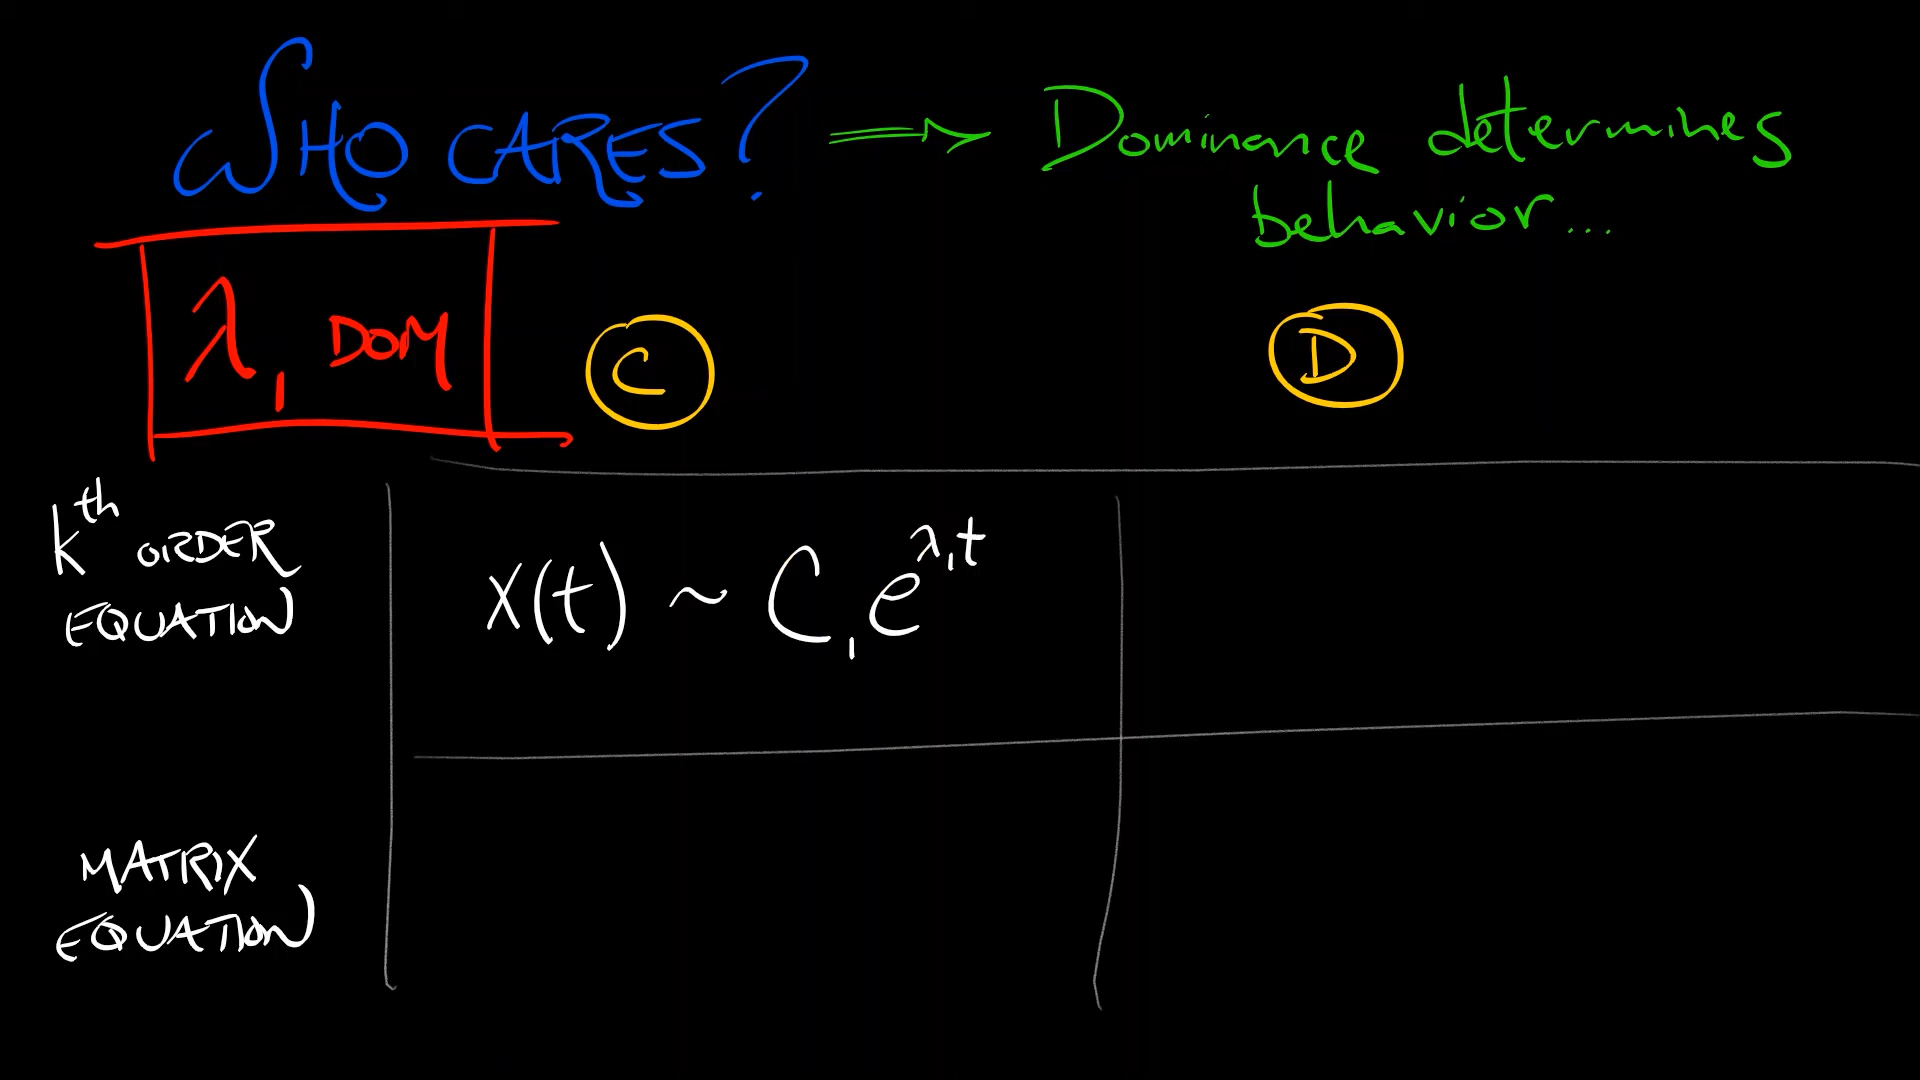 WHO CARES? ⟹ Dominance determines
behavior...
λ₁ DOM
C
D
kᵗʰ ORDER
EQUATION
x(t) ~ C₁e^{λ₁t}
MATRIX
EQUATION